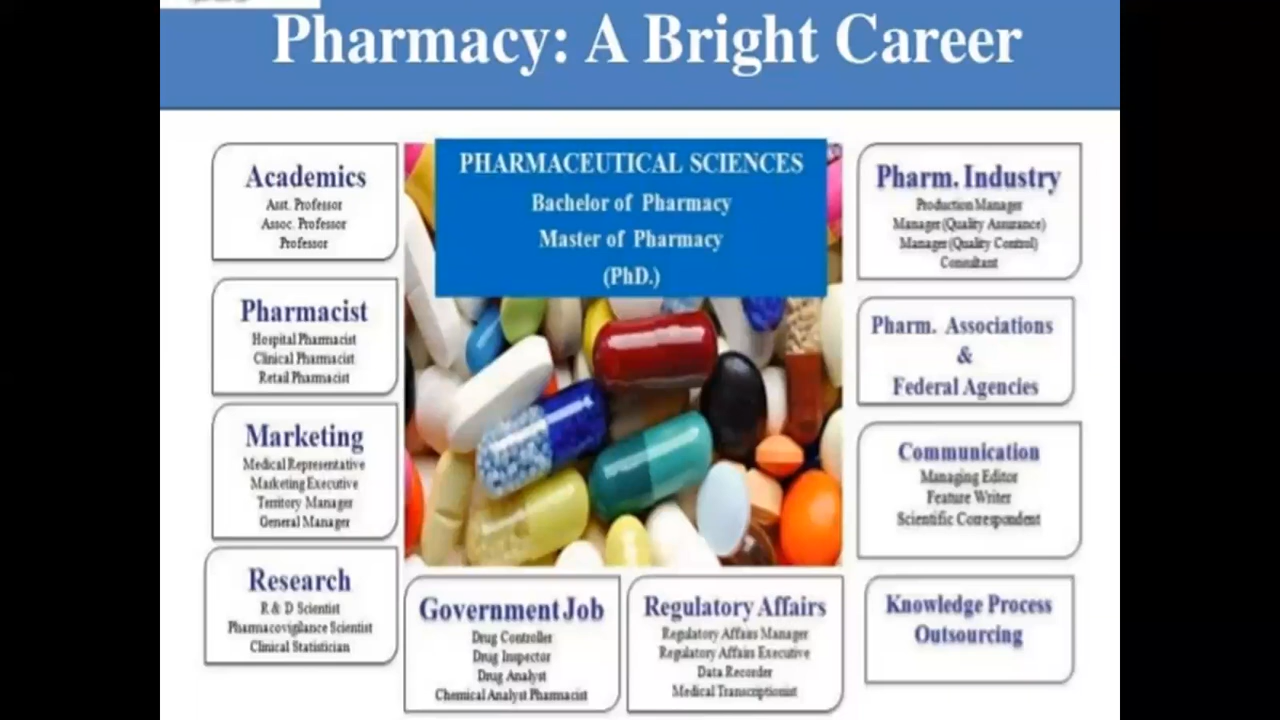 Pharmacy: A Bright Career
PHARMACEUTICAL SCIENCES
Bachelor of Pharmacy
Master of Pharmacy
(PhD.)
Academics
Asst. Professor
Assoc. Professor
Professor
Pharmacist
Hospital Pharmacist
Clinical Pharmacist
Retail Pharmacist
Marketing
Medical Representative
Marketing Executive
Territory Manager
General Manager
Research
R & D Scientist
Pharmacovigilance Scientist
Clinical Statistician
Government Job
Drug Controller
Drug Inspector
Drug Analyst
Chemical Analyst Pharmacist
Regulatory Affairs
Regulatory Affairs Manager
Regulatory Affairs Executive
Data Recorder
Medical Transcriptionist
Pharm. Industry
Production Manager
Manager (Quality Assurance)
Manager (Quality Control)
Consultant
Pharm. Associations
&
Federal Agencies
Communication
Managing Editor
Feature Writer
Scientific Correspondent
Knowledge Process
Outsourcing